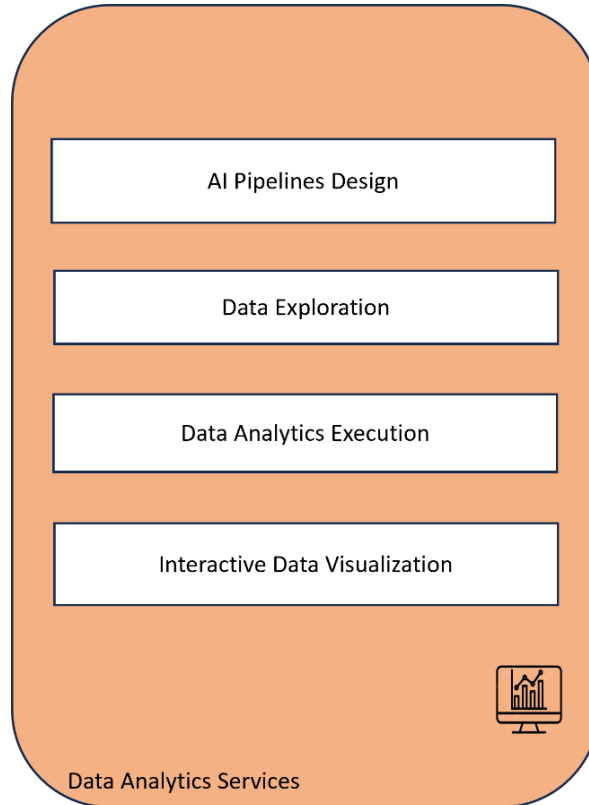 AI Pipelines Design
Data Exploration
Data Analytics Execution
Interactive Data Visualization
Data Analytics Services